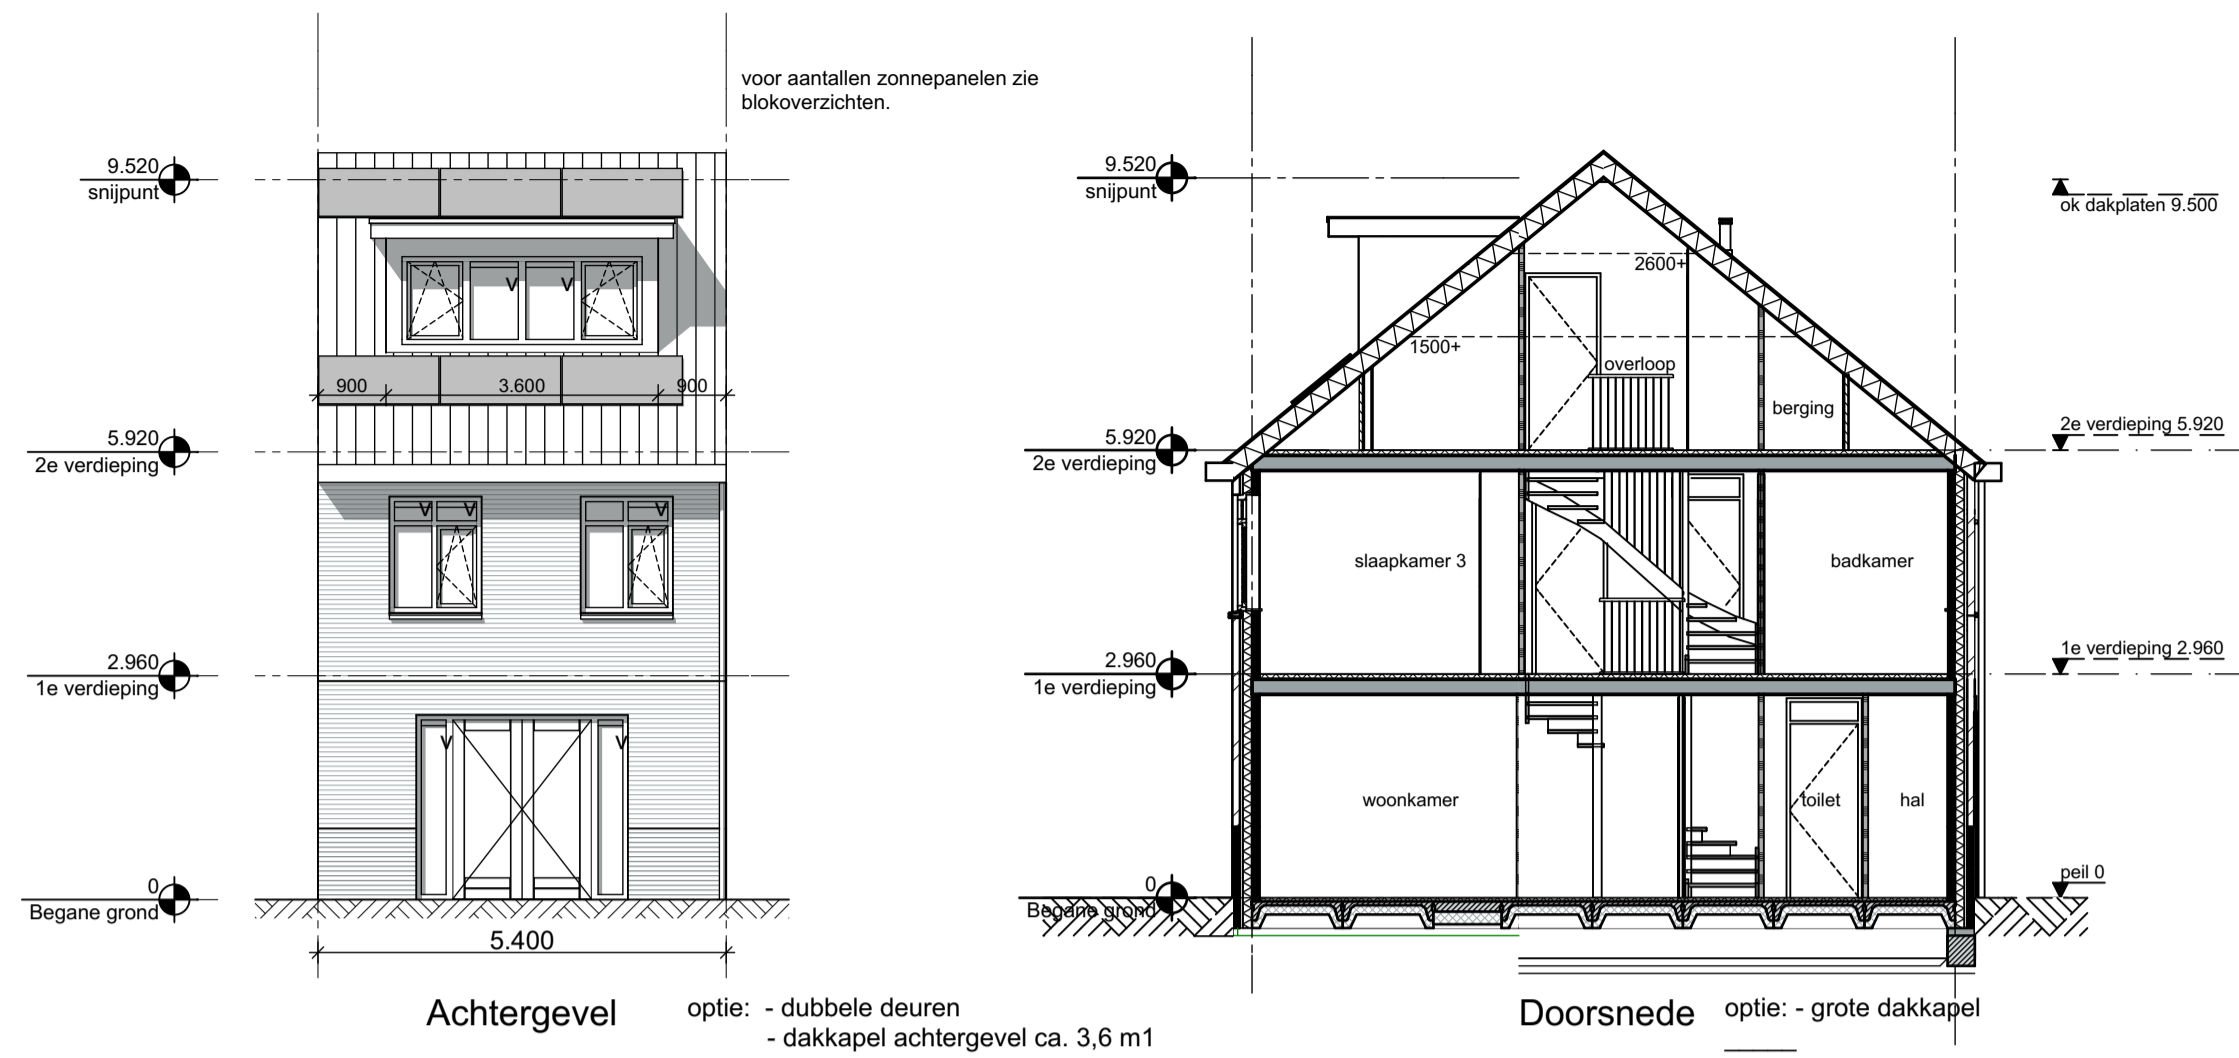 voor aantallen zonnepanelen zie
blokoverzichten.
9.520
snijpunt
5.920
2e verdieping
2.960
1e verdieping
0
Begane grond
V
V
900
3.600
900
V
V
V
V
V
5.400
Achtergevel
optie: - dubbele deuren
- dakkapel achtergevel ca. 3,6 m1
9.520
snijpunt
5.920
2e verdieping
2.960
1e verdieping
0
Begane grond
2600+
1500+
overloop
berging
slaapkamer 3
badkamer
woonkamer
toilet
hal
ok dakplaten 9.500
2e verdieping 5.920
1e verdieping 2.960
peil 0
Doorsnede
optie: - grote dakkapel